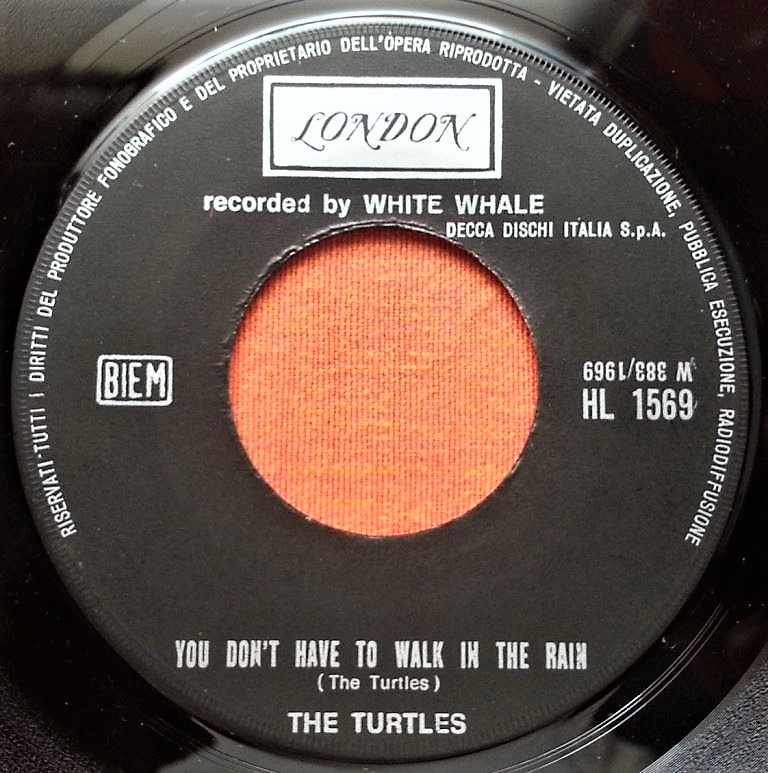 RISERVATI-TUTTI I DIRITTI DEL PRODUTTORE FONOGRAFICO E DEL PROPRIETARIO DELL'OPERA RIPRODOTTA - VIETATA DUPLICAZIONE, PUBBLICA ESECUZIONE, RADIODIFFUSIONE
LONDON
recorded by WHITE WHALE
DECCA DISCHI ITALIA S.p.A.
BIEM
W 383/1969
HL 1569
YOU DON'T HAVE TO WALK IN THE RAIN
(The Turtles)
THE TURTLES